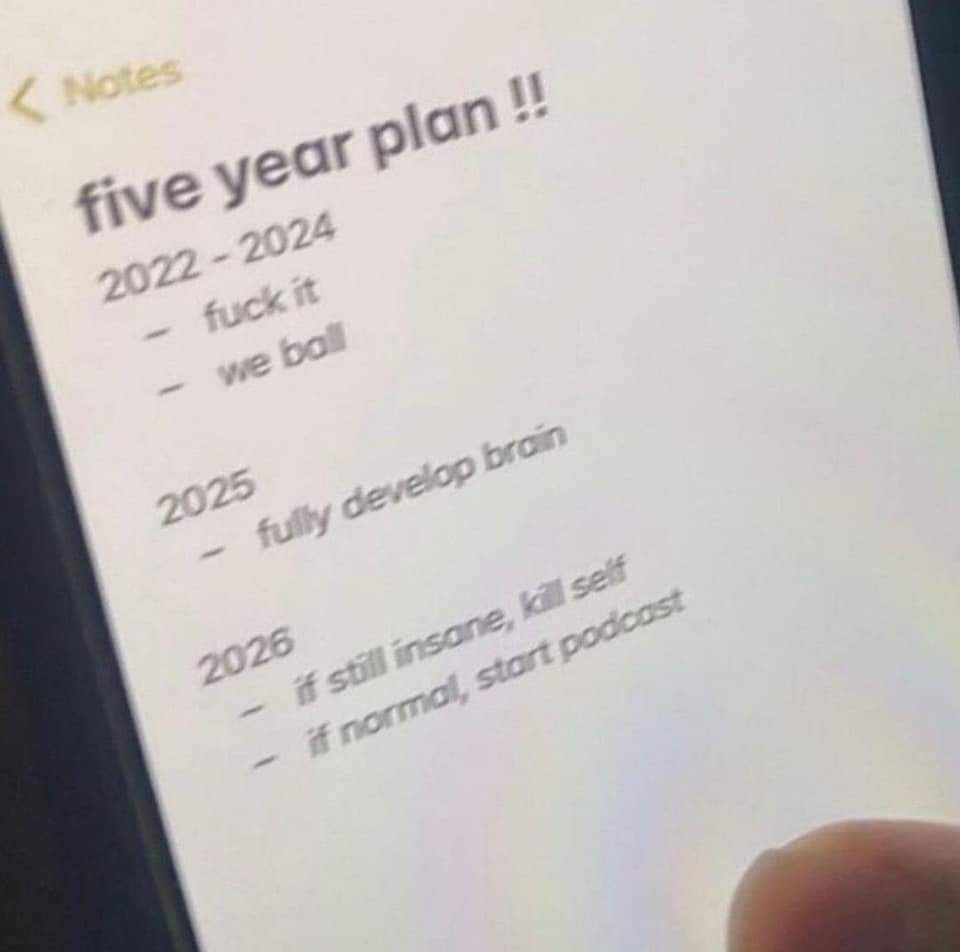 < Notes
five year plan !!
2022 - 2024
- fuck it
- we ball
2025
- fully develop brain
2026
- if still insane, kill self
- if normal, start podcast